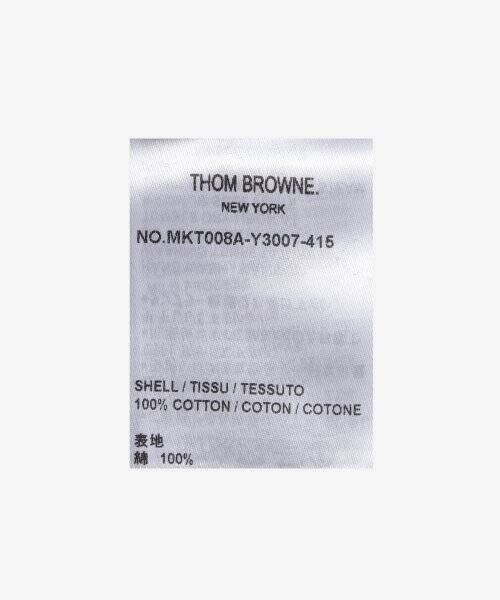 THOM BROWNE.
NEW YORK
NO.MKT008A-Y3007-415
SHELL / TISSU / TESSUTO
100% COTTON / COTON / COTONE
表地
綿 100%